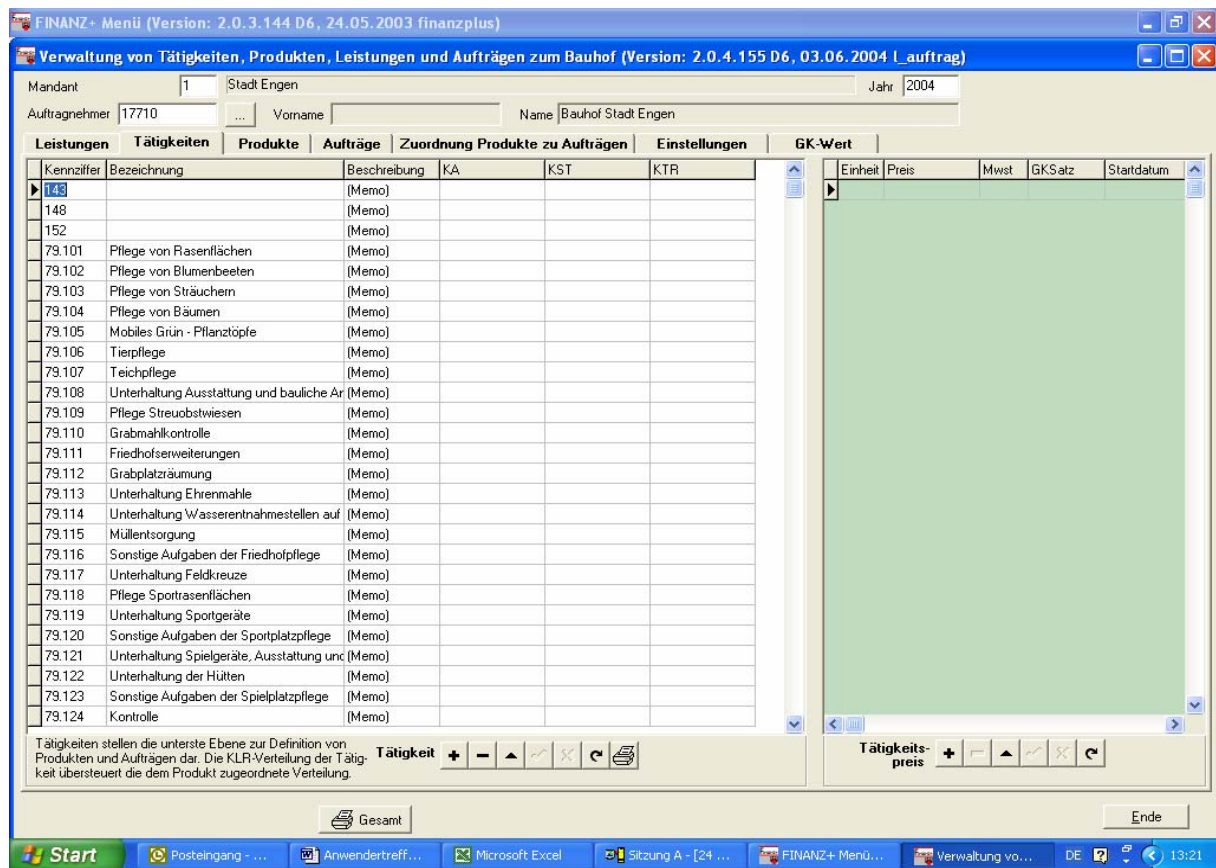 FINANZ+ Menü (Version: 2.0.3.144 D6, 24.05.2003 finanzplus)
Verwaltung von Tätigkeiten, Produkten, Leistungen und Aufträgen zum Bauhof (Version: 2.0.4.155 D6, 03.06.2004 l_auftrag)
Mandant 1 Stadt Engen Jahr 2004
Auftragnehmer 17710 ... Vorname Name Bauhof Stadt Engen
Leistungen Tätigkeiten Produkte Aufträge Zuordnung Produkte zu Aufträgen Einstellungen GK-Wert
Kennziffer Bezeichnung Beschreibung KA KST KTR Einheit Preis Mwst GKSatz Startdatum
143 (Memo)
148 (Memo)
152 (Memo)
79.101 Pflege von Rasenflächen (Memo)
79.102 Pflege von Blumenbeeten (Memo)
79.103 Pflege von Sträuchern (Memo)
79.104 Pflege von Bäumen (Memo)
79.105 Mobiles Grün - Pflanztöpfe (Memo)
79.106 Tierpflege (Memo)
79.107 Teichpflege (Memo)
79.108 Unterhaltung Ausstattung und bauliche Ar (Memo)
79.109 Pflege Streuobstwiesen (Memo)
79.110 Grabmahlkontrolle (Memo)
79.111 Friedhofserweiterungen (Memo)
79.112 Grabplatzräumung (Memo)
79.113 Unterhaltung Ehrenmahle (Memo)
79.114 Unterhaltung Wasserentnahmestellen auf (Memo)
79.115 Müllentsorgung (Memo)
79.116 Sonstige Aufgaben der Friedhofpflege (Memo)
79.117 Unterhaltung Feldkreuze (Memo)
79.118 Pflege Sportrasenflächen (Memo)
79.119 Unterhaltung Sportgeräte (Memo)
79.120 Sonstige Aufgaben der Sportplatzpflege (Memo)
79.121 Unterhaltung Spielgeräte, Ausstattung und (Memo)
79.122 Unterhaltung der Hütten (Memo)
79.123 Sonstige Aufgaben der Spielplatzpflege (Memo)
79.124 Kontrolle (Memo)
Tätigkeiten stellen die unterste Ebene zur Definition von
Produkten und Aufträgen dar. Die KLR-Verteilung der Tätig-
keit übersteuert die dem Produkt zugeordnete Verteilung.
Tätigkeit
Tätigkeits-
preis
Gesamt
Ende
Start Posteingang - ... Anwendertreff... Microsoft Excel Sitzung A - [24 ... FINANZ+ Menü... Verwaltung vo... DE 13:21